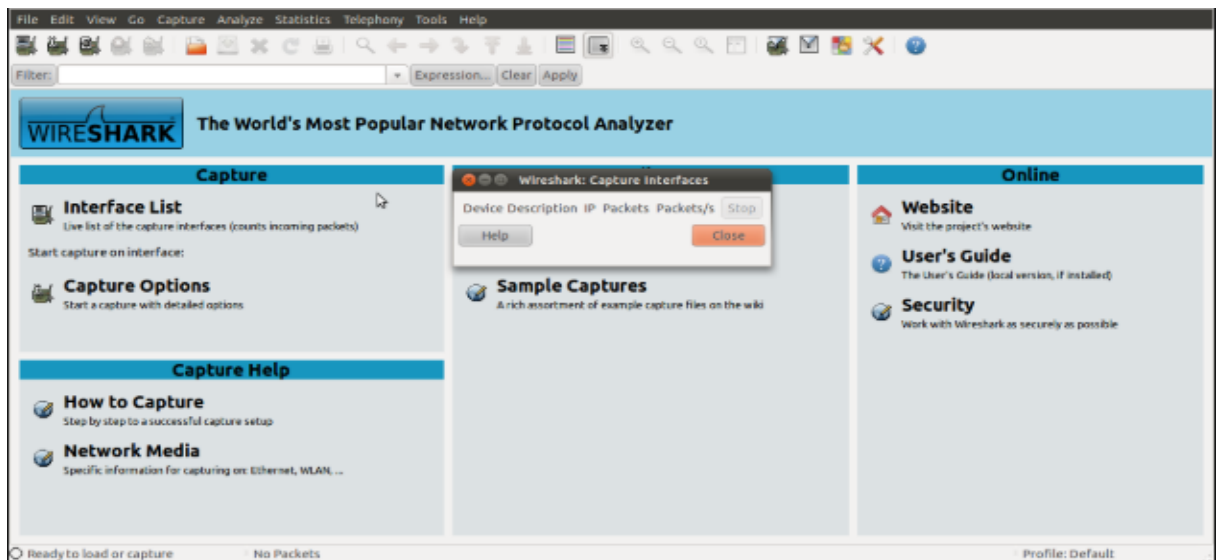 File Edit View Go Capture Analyze Statistics Telephony Tools Help
Filter: Expression... Clear Apply
WIRESHARK The World's Most Popular Network Protocol Analyzer
Capture
Interface List
Live list of the capture interfaces (counts incoming packets)
Start capture on interface:
Capture Options
Start a capture with detailed options
Capture Help
How to Capture
Step by step to a successful capture setup
Network Media
Specific information for capturing on: Ethernet, WLAN, ...
Wireshark: Capture Interfaces
Device Description IP Packets Packets/s Stop
Help Close
Sample Captures
A rich assortment of example capture files on the wiki
Online
Website
Visit the project's website
User's Guide
The User's Guide (local version, if installed)
Security
Work with Wireshark as securely as possible
Ready to load or capture No Packets Profile: Default